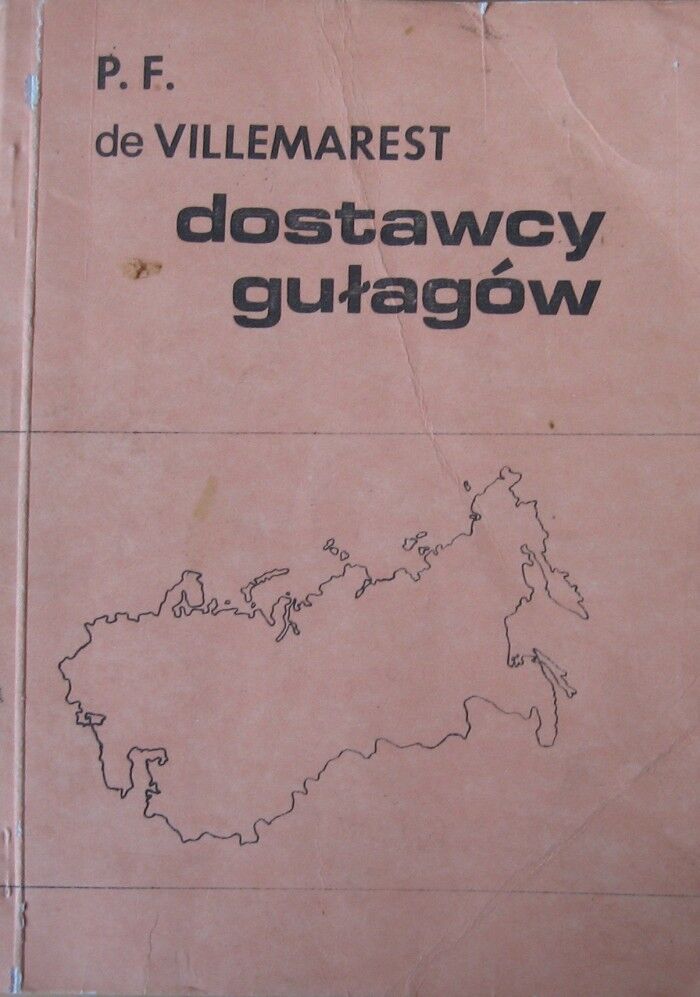 P. F.
de VILLEMAREST
dostawcy
gułagów